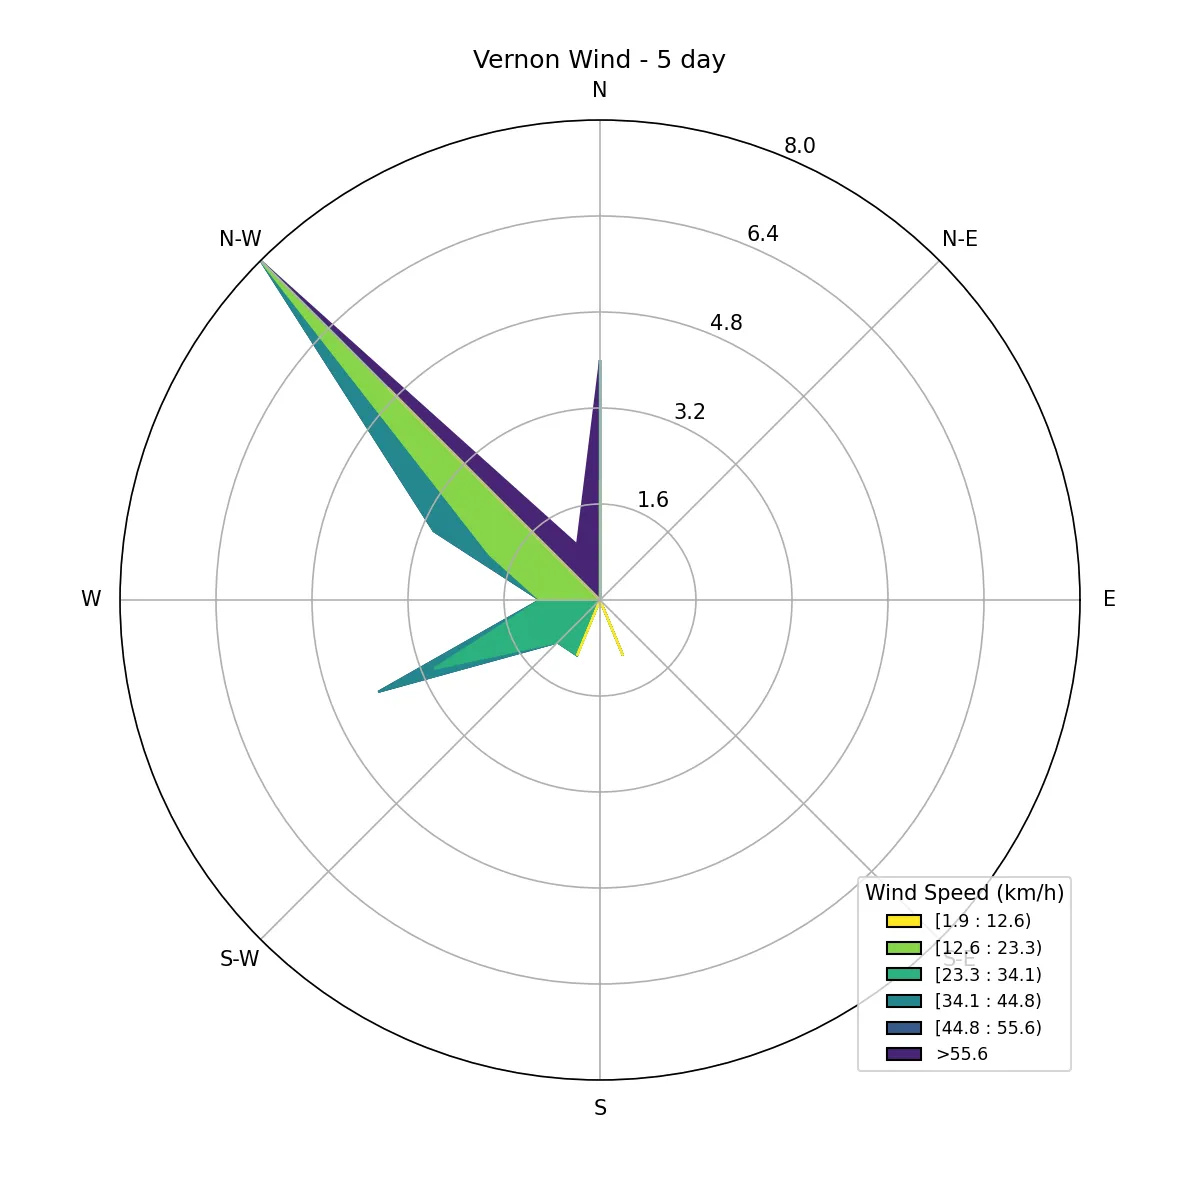 Vernon Wind - 5 day
N
8.0
N-W
6.4
N-E
4.8
3.2
1.6
W
E
S-W
S-E
S
Wind Speed (km/h)
[1.9 : 12.6)
[12.6 : 23.3)
[23.3 : 34.1)
[34.1 : 44.8)
[44.8 : 55.6)
>55.6